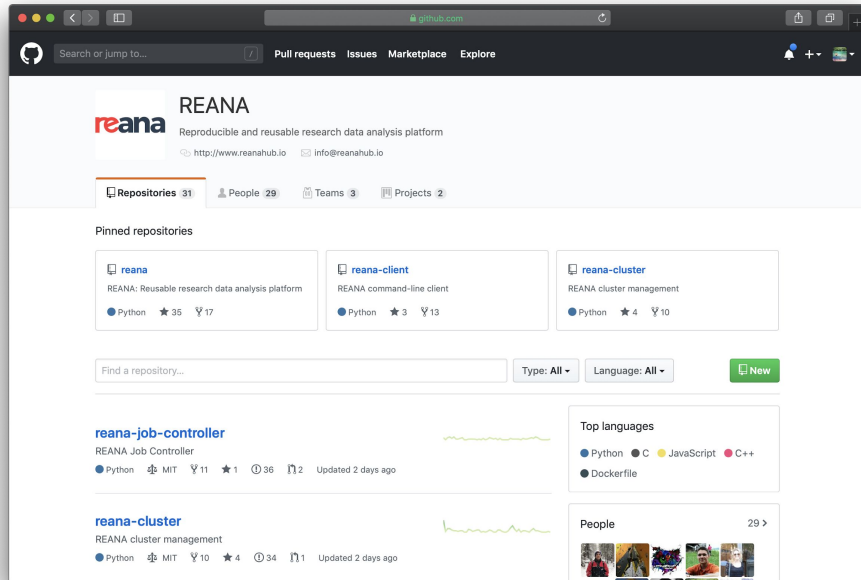 github.com
Search or jump to... /
Pull requests Issues Marketplace Explore
reana
REANA
Reproducible and reusable research data analysis platform
http://www.reanahub.io info@reanahub.io
Repositories 31 People 29 Teams 3 Projects 2
Pinned repositories
reana
REANA: Reusable research data analysis platform
Python 35 17
reana-client
REANA command-line client
Python 3 13
reana-cluster
REANA cluster management
Python 4 10
Find a repository... Type: All Language: All New
reana-job-controller
REANA Job Controller
Python MIT 11 1 36 2 Updated 2 days ago
reana-cluster
REANA cluster management
Python MIT 10 4 34 1 Updated 2 days ago
Top languages
Python C JavaScript C++
Dockerfile
People 29